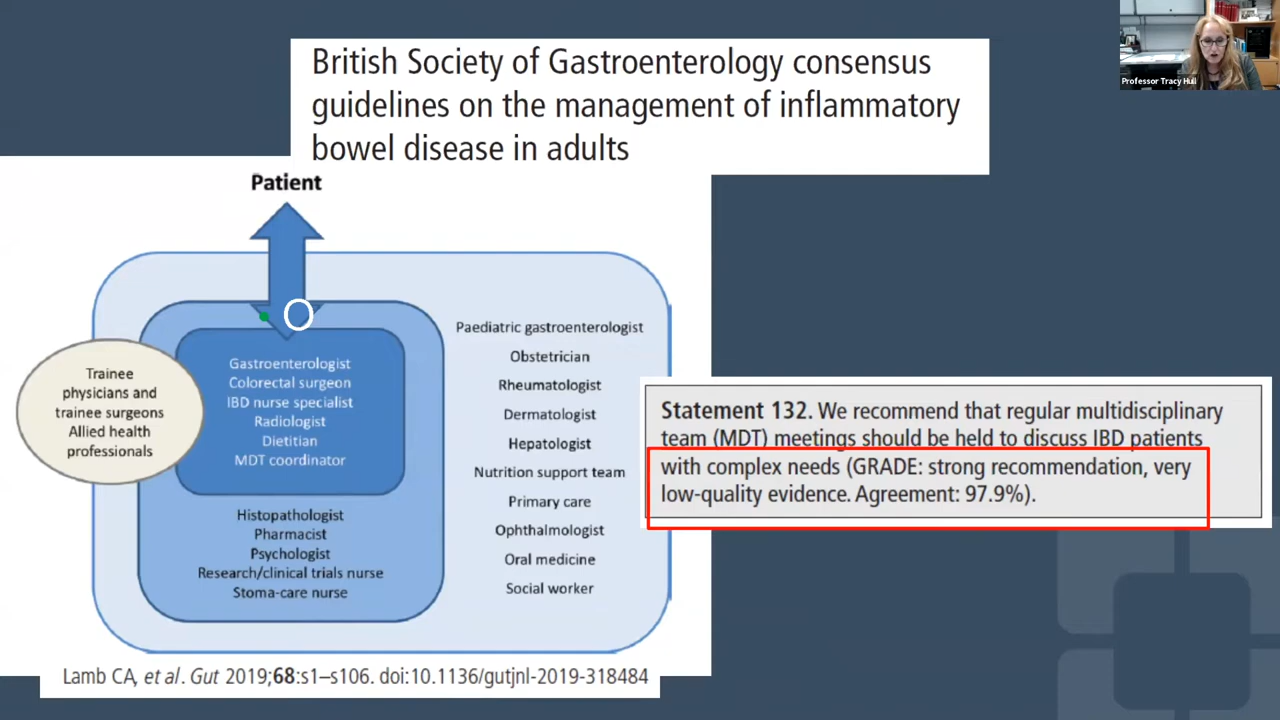 British Society of Gastroenterology consensus
guidelines on the management of inflammatory
bowel disease in adults
Professor Tracy Hull
Patient
Trainee
physicians and
trainee surgeons
Allied health
professionals
Gastroenterologist
Colorectal surgeon
IBD nurse specialist
Radiologist
Dietitian
MDT coordinator
Histopathologist
Pharmacist
Psychologist
Research/clinical trials nurse
Stoma-care nurse
Paediatric gastroenterologist
Obstetrician
Rheumatologist
Dermatologist
Hepatologist
Nutrition support team
Primary care
Ophthalmologist
Oral medicine
Social worker
Statement 132. We recommend that regular multidisciplinary
team (MDT) meetings should be held to discuss IBD patients
with complex needs (GRADE: strong recommendation, very
low-quality evidence. Agreement: 97.9%).
Lamb CA, et al. Gut 2019;68:s1–s106. doi:10.1136/gutjnl-2019-318484